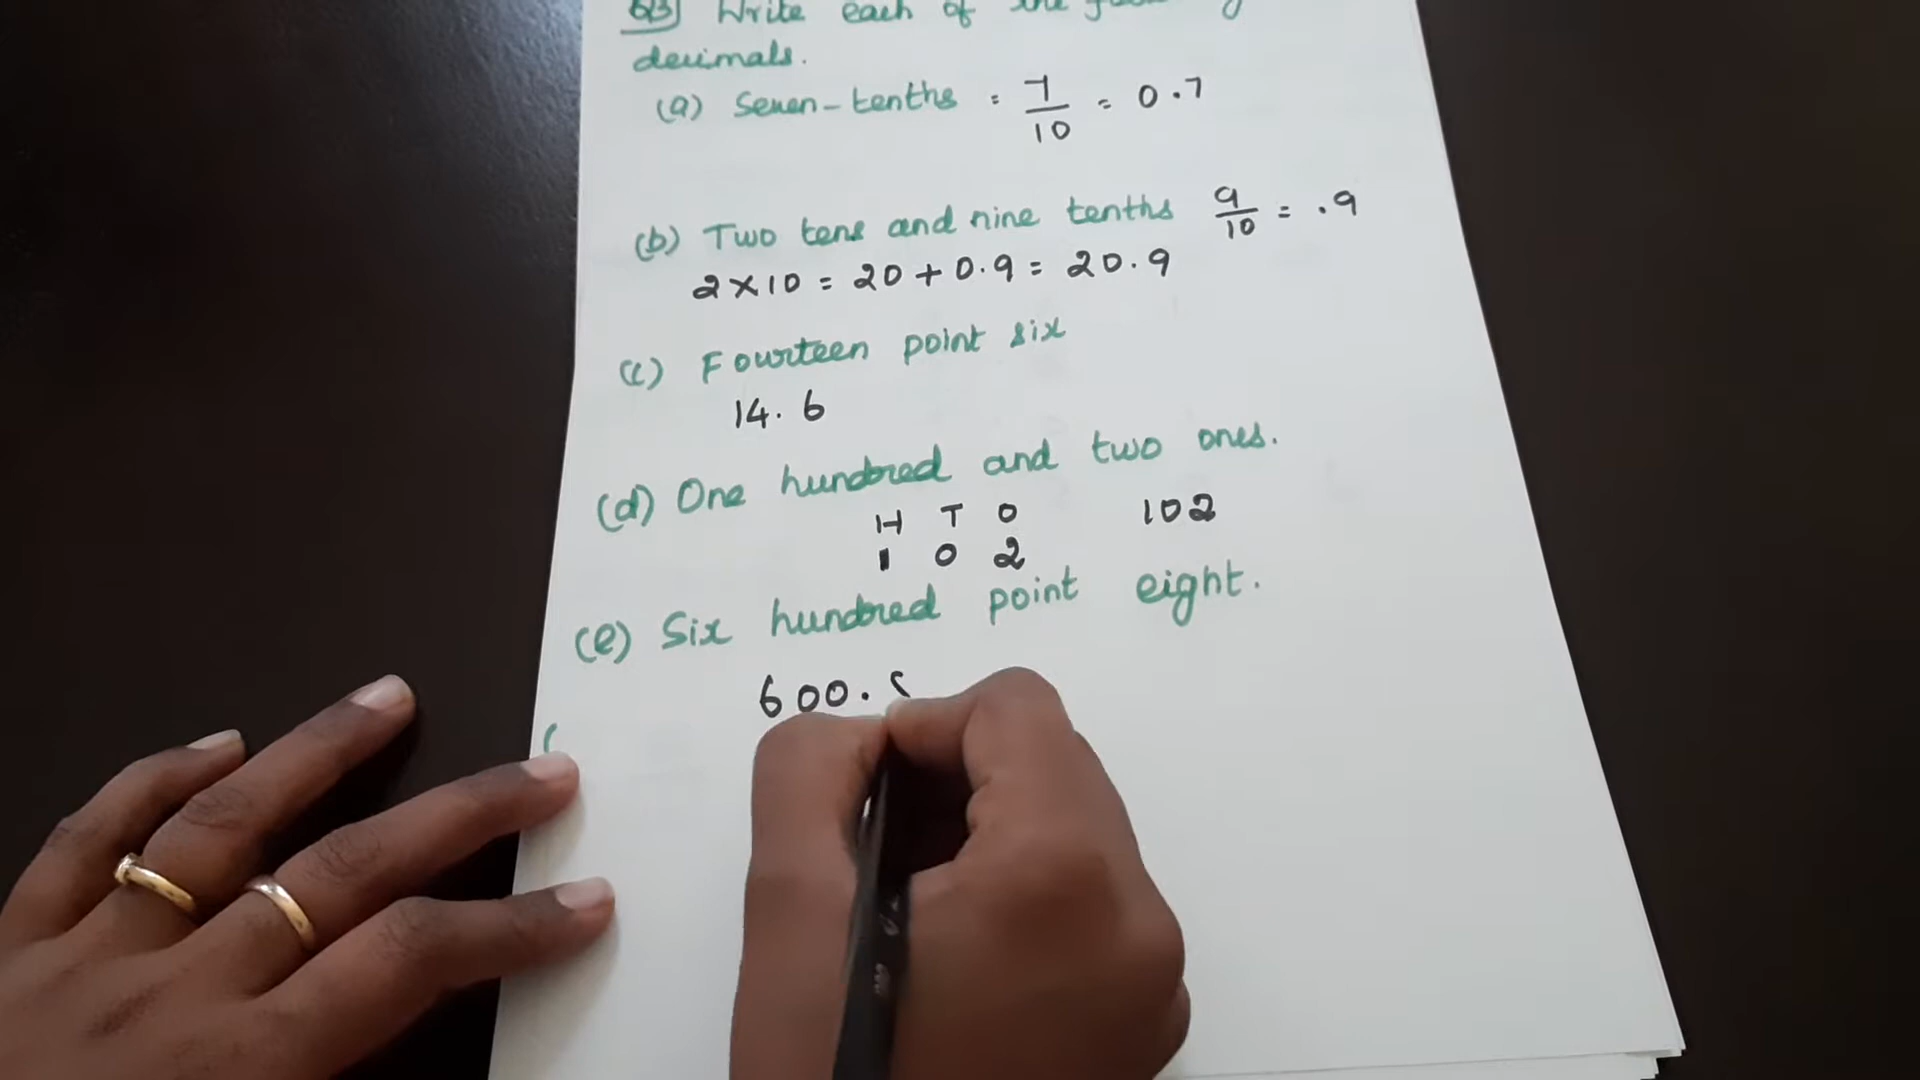 Write each of the
decimals.
(a) Seven-tenths = 7/10 = 0.7
(b) Two tens and nine tenths 9/10 = .9
2×10 = 20 + 0.9 = 20.9
(c) Fourteen point six
14.6
(d) One hundred and two ones.
H T O 102
1 0 2
(e) Six hundred point eight.
600.
(